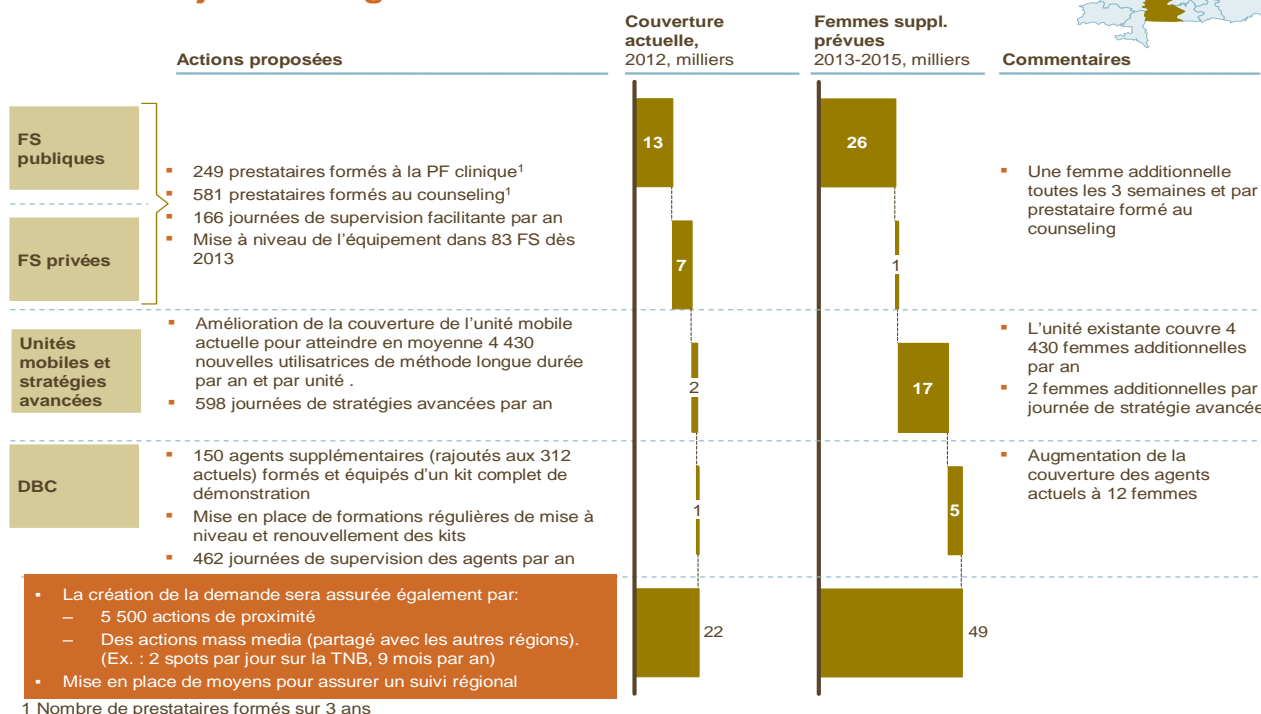 Couverture
actuelle,
2012, milliers
Femmes suppl.
prévues
2013-2015, milliers
Actions proposées
Commentaires
FS
publiques
13
26
▪ 249 prestataires formés à la PF clinique¹
▪ 581 prestataires formés au counseling¹
▪ 166 journées de supervision facilitante par an
▪ Mise à niveau de l'équipement dans 83 FS dès
2013
▪ Une femme additionnelle
toutes les 3 semaines et par
prestataire formé au
counseling
FS privées
7
1
Unités
mobiles et
stratégies
avancées
▪ Amélioration de la couverture de l'unité mobile
actuelle pour atteindre en moyenne 4 430
nouvelles utilisatrices de méthode longue durée
par an et par unité .
▪ 598 journées de stratégies avancées par an
2
17
▪ L'unité existante couvre 4
430 femmes additionnelles
par an
▪ 2 femmes additionnelles par
journée de stratégie avancée
DBC
▪ 150 agents supplémentaires (rajoutés aux 312
actuels) formés et équipés d'un kit complet de
démonstration
▪ Mise en place de formations régulières de mise à
niveau et renouvellement des kits
▪ 462 journées de supervision des agents par an
1
5
▪ Augmentation de la
couverture des agents
actuels à 12 femmes
▪ La création de la demande sera assurée également par:
– 5 500 actions de proximité
– Des actions mass media (partagé avec les autres régions).
(Ex. : 2 spots par jour sur la TNB, 9 mois par an)
▪ Mise en place de moyens pour assurer un suivi régional
22
49
1 Nombre de prestataires formés sur 3 ans